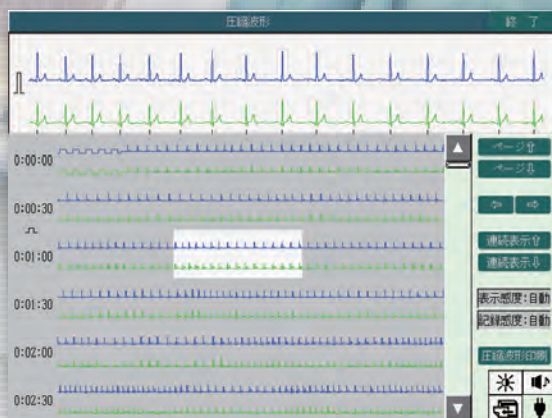 圧縮波形
終 了
0:00:00
0:00:30
0:01:00
0:01:30
0:02:00
0:02:30
ページ⇧
ページ⇩
⇦ ⇨
連続表示⇧
連続表示⇩
表示感度:自動
記録感度:自動
圧縮波形印刷